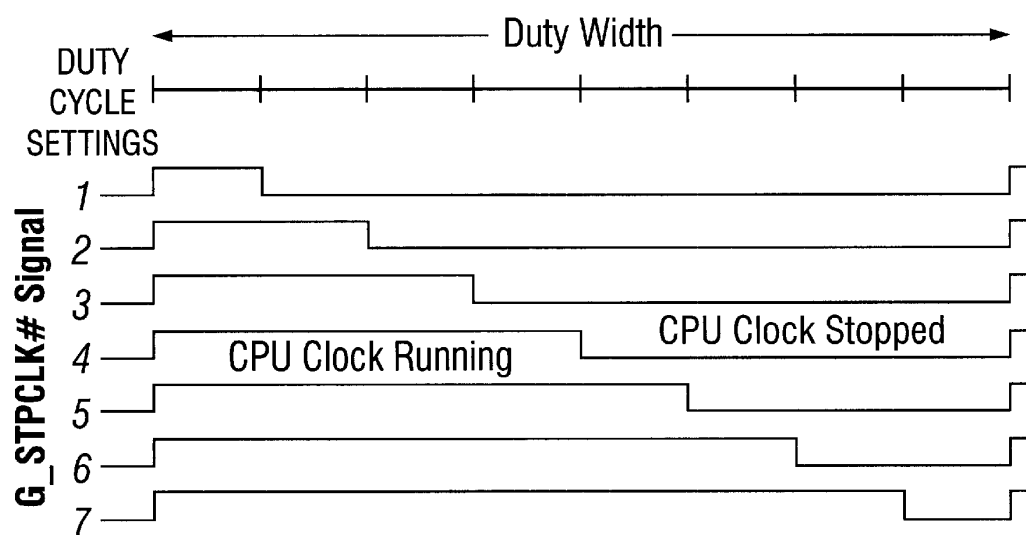 Duty Width
DUTY
CYCLE
SETTINGS
G_STPCLK# Signal
1
2
3
CPU Clock Stopped
4
CPU Clock Running
5
6
7